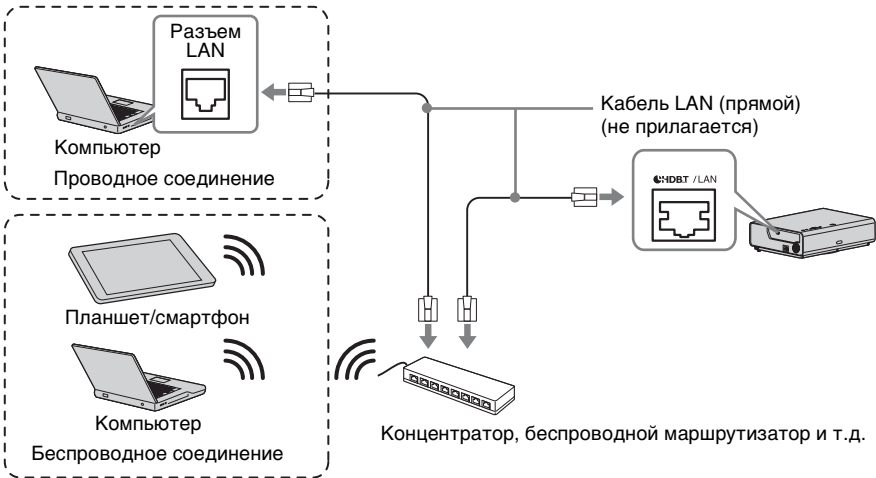 Разъем
LAN
Компьютер
Проводное соединение
Кабель LAN (прямой)
(не прилагается)
HDBT / LAN
Планшет/смартфон
Компьютер
Беспроводное соединение
Концентратор, беспроводной маршрутизатор и т.д.